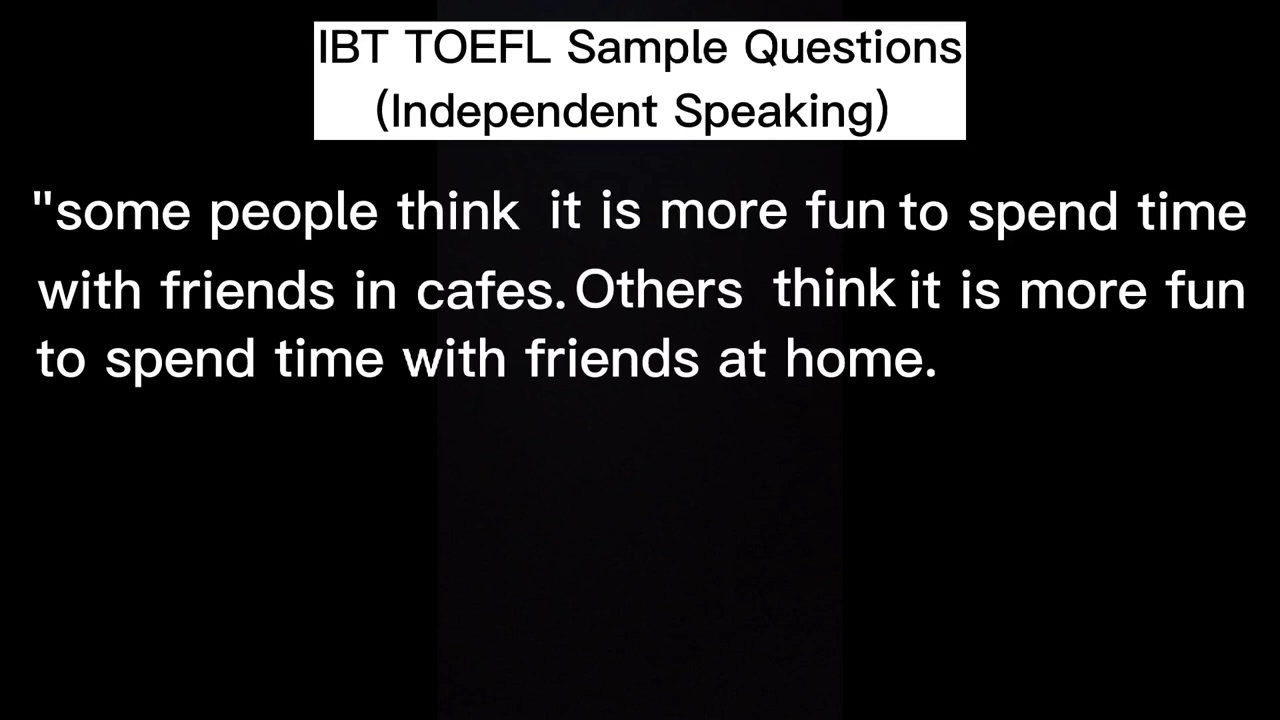 IBT TOEFL Sample Questions
(Independent Speaking)
"some people think it is more fun to spend time
with friends in cafes. Others think it is more fun
to spend time with friends at home.